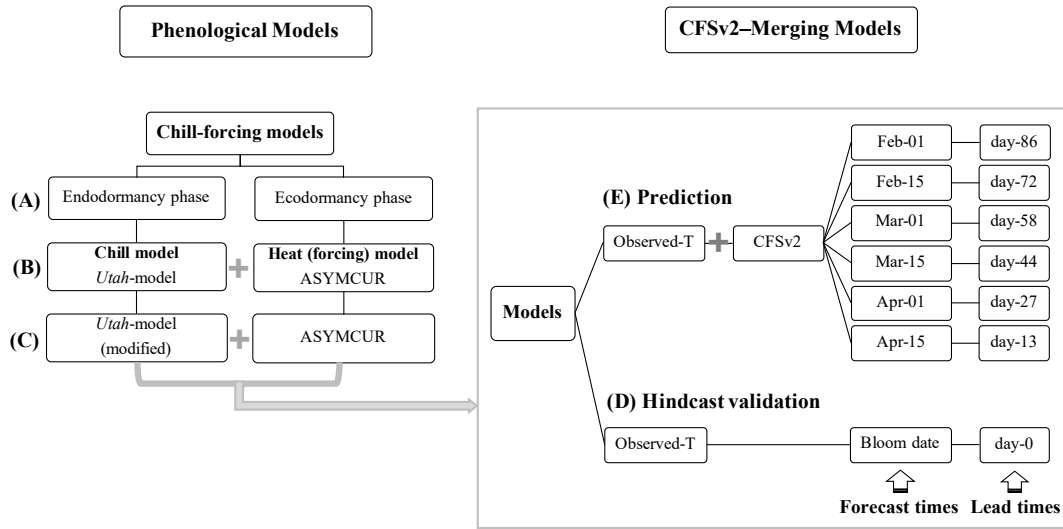 Phenological Models
CFSv2–Merging Models
Chill-forcing models
(A)
Endodormancy phase
Ecodormancy phase
(B)
Chill model
Utah-model
Heat (forcing) model
ASYMCUR
(C)
Utah-model
(modified)
ASYMCUR
Models
(E) Prediction
Observed-T
CFSv2
Feb-01
day-86
Feb-15
day-72
Mar-01
day-58
Mar-15
day-44
Apr-01
day-27
Apr-15
day-13
(D) Hindcast validation
Observed-T
Bloom date
day-0
Forecast times
Lead times